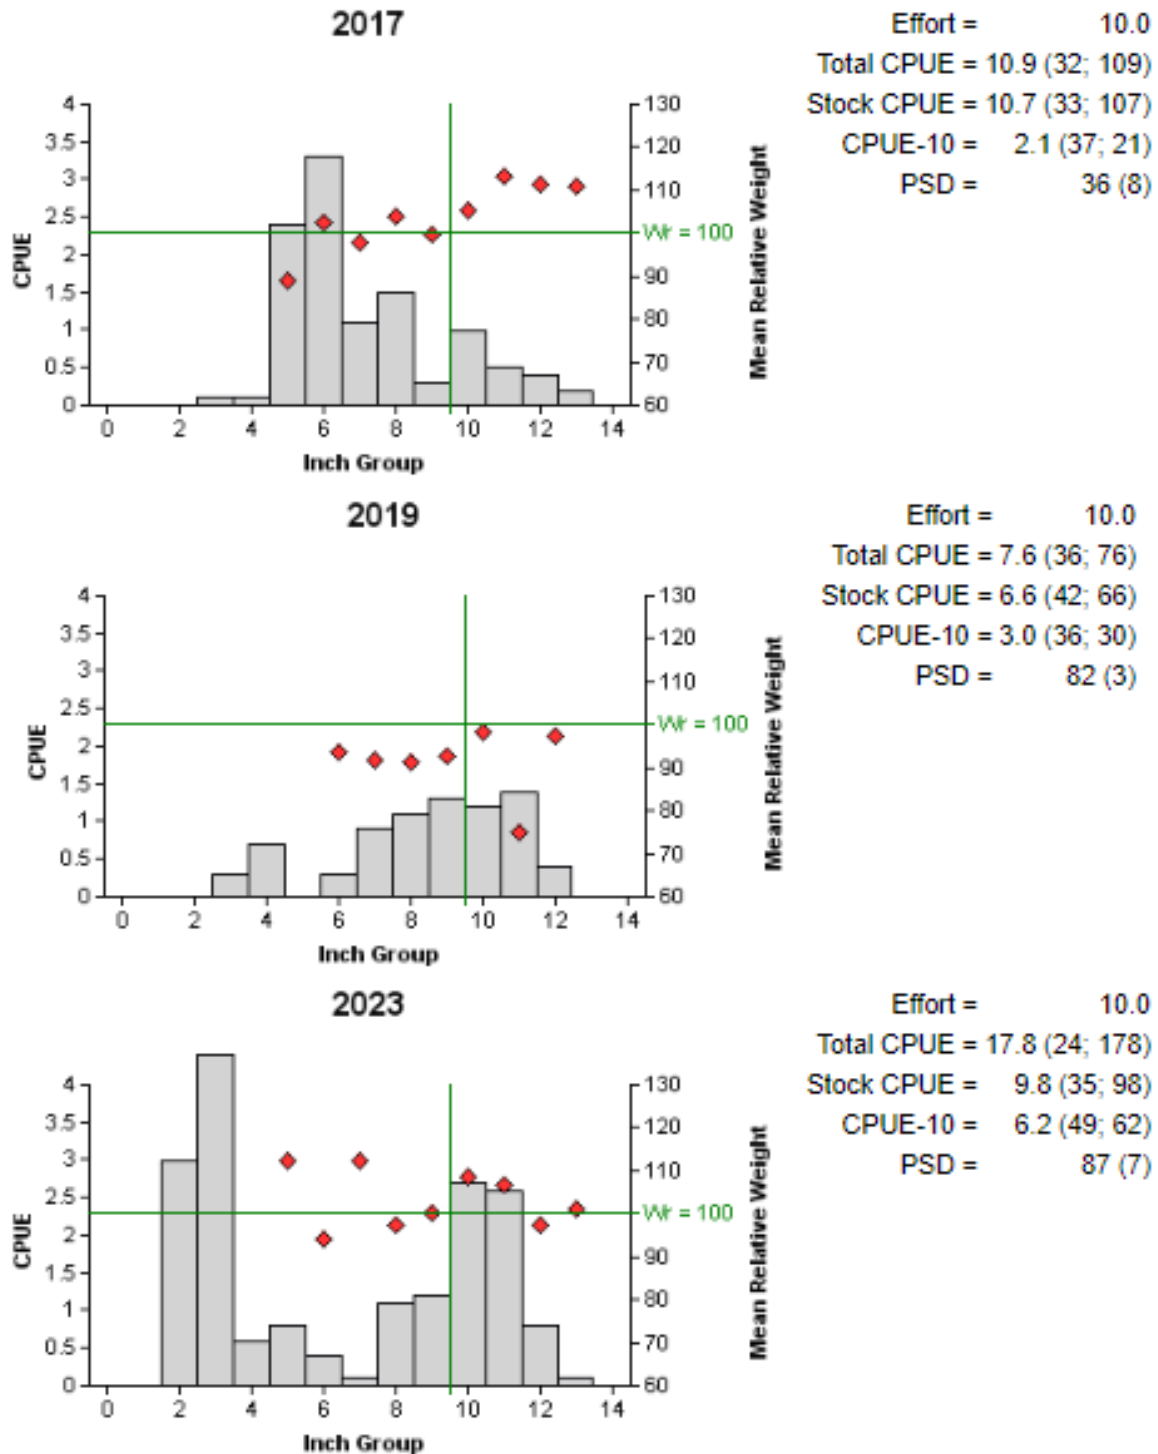 2017
Effort = 10.0
Total CPUE = 10.9 (32; 109)
Stock CPUE = 10.7 (33; 107)
CPUE-10 = 2.1 (37; 21)
PSD = 36 (8)
4 130
3.5 120
3 110
2.5 Wr = 100
2 90
1.5 80
1 70
0.5 60
0
CPUE
Mean Relative Weight
0 2 4 6 8 10 12 14
Inch Group
2019
Effort = 10.0
Total CPUE = 7.6 (36; 76)
Stock CPUE = 6.6 (42; 66)
CPUE-10 = 3.0 (36; 30)
PSD = 82 (3)
4 130
3.5 120
3 110
2.5 Wr = 100
2 90
1.5 80
1 70
0.5 60
0
CPUE
Mean Relative Weight
0 2 4 6 8 10 12 14
Inch Group
2023
Effort = 10.0
Total CPUE = 17.8 (24; 178)
Stock CPUE = 9.8 (35; 98)
CPUE-10 = 6.2 (49; 62)
PSD = 87 (7)
4 130
3.5 120
3 110
2.5 Wr = 100
2 90
1.5 80
1 70
0.5 60
0
CPUE
Mean Relative Weight
0 2 4 6 8 10 12 14
Inch Group